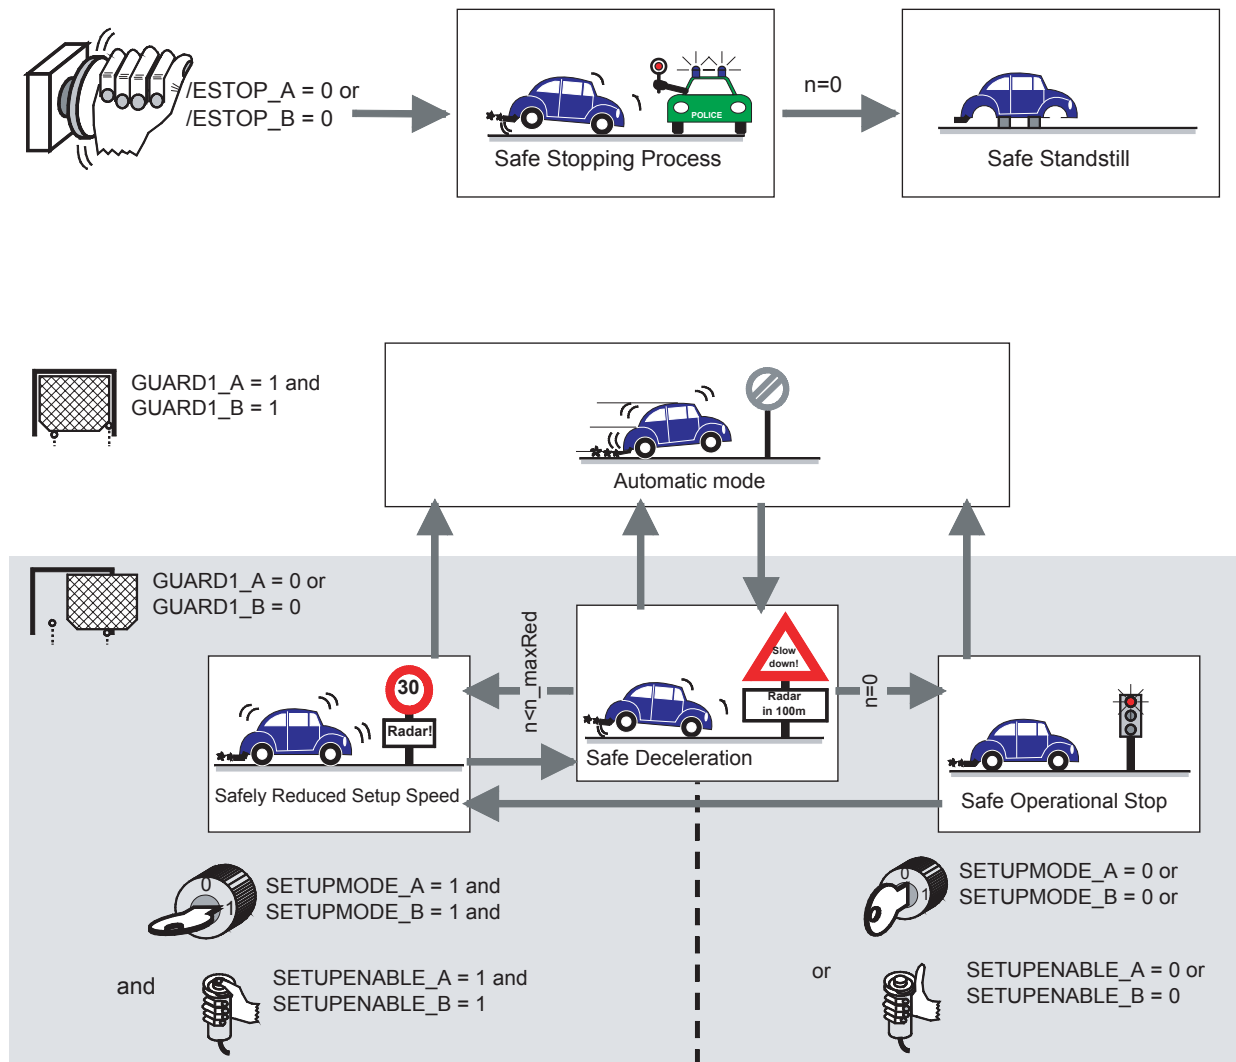 /ESTOP_A = 0 or
/ESTOP_B = 0
POLICE
Safe Stopping Process
n=0
Safe Standstill
GUARD1_A = 1 and
GUARD1_B = 1
Automatic mode
GUARD1_A = 0 or
GUARD1_B = 0
30
Radar!
Safely Reduced Setup Speed
n<n_maxRed
Slow
down!
Radar
in 100m
Safe Deceleration
n=0
Safe Operational Stop
0
1
SETUPMODE_A = 1 and
SETUPMODE_B = 1 and
and
SETUPENABLE_A = 1 and
SETUPENABLE_B = 1
0
1
SETUPMODE_A = 0 or
SETUPMODE_B = 0 or
or
SETUPENABLE_A = 0 or
SETUPENABLE_B = 0